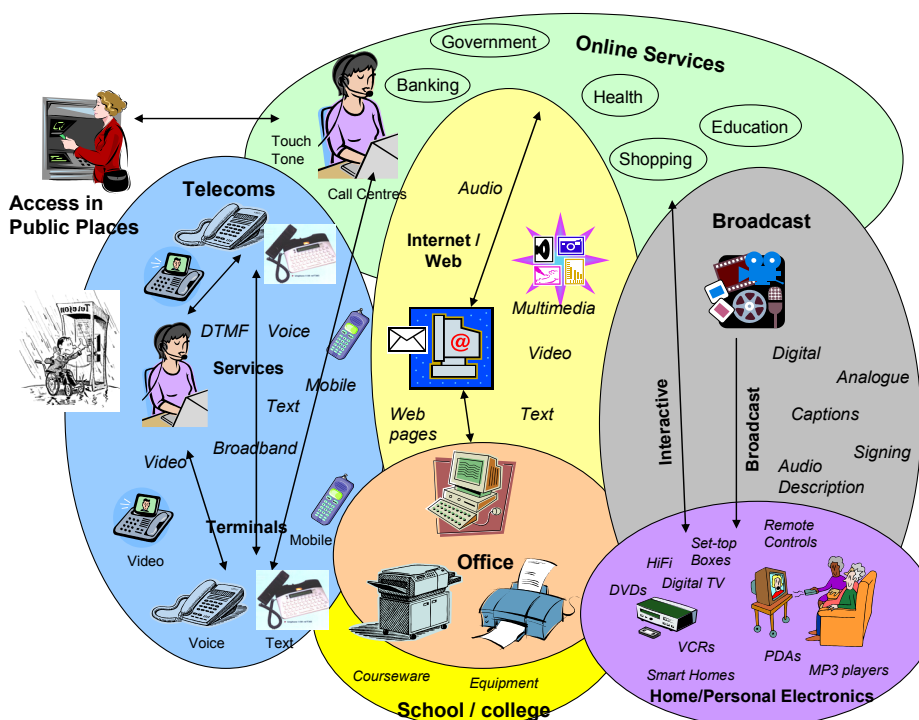 Government
Online Services
Banking
Health
Education
Shopping
Touch
Tone
Call Centres
Access in
Public Places
Telecoms
DTMF
Voice
Services
Mobile
Text
Broadband
Video
Terminals
Mobile
Video
Voice
Text
Audio
Internet /
Web
Multimedia
@
Video
Web
pages
Text
Broadcast
Digital
Analogue
Captions
Signing
Audio
Description
Interactive
Broadcast
Office
Courseware
Equipment
School / college
Remote
Controls
Set-top
Boxes
HiFi
Digital TV
DVDs
VCRs
PDAs
MP3 players
Smart Homes
Home/Personal Electronics